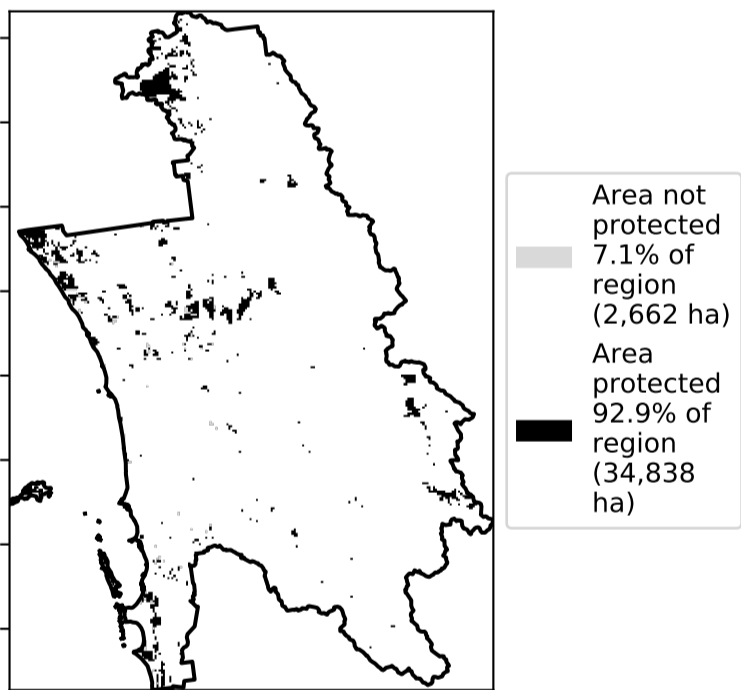 Area not
protected
7.1% of
region
(2,662 ha)
Area
protected
92.9% of
region
(34,838
ha)